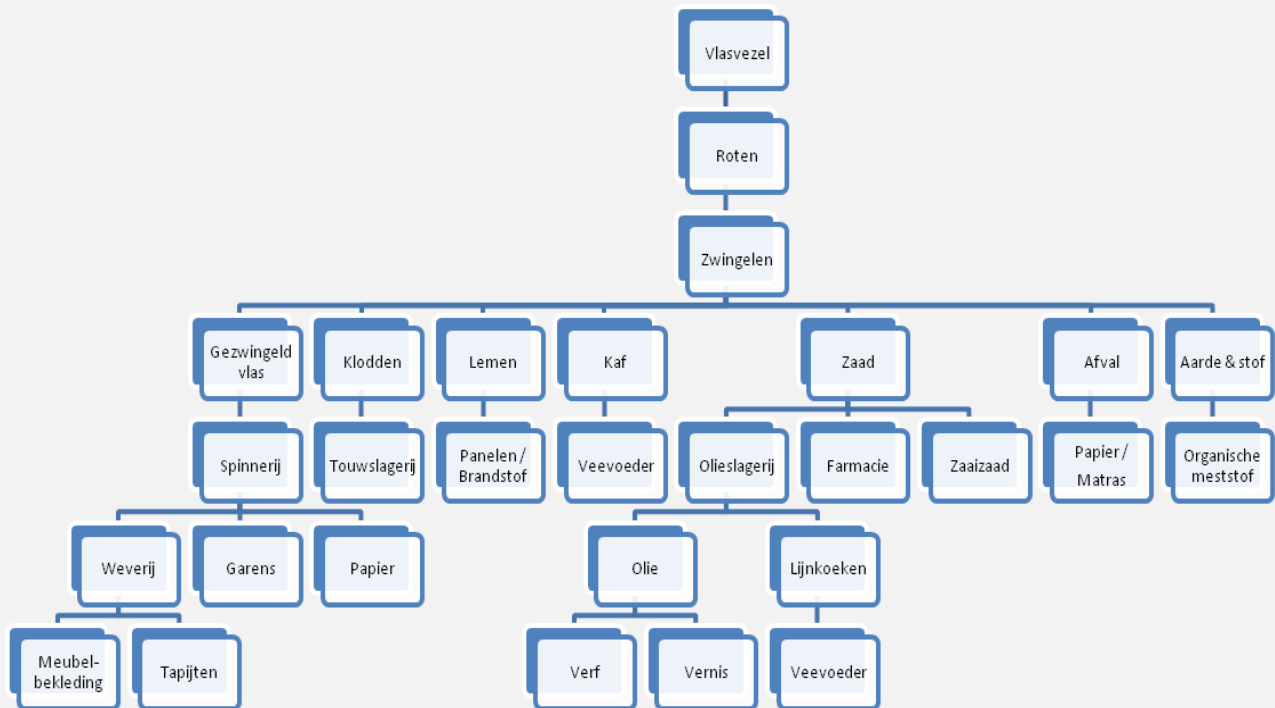 Vlasvezel
Roten
Zwingelen
Gezwingeld
vlas
Klodden
Lemen
Kaf
Zaad
Afval
Aarde & stof
Spinnerij
Touwslagerij
Panelen /
Brandstof
Veevoeder
Olieslagerij
Farmacie
Zaaizaad
Papier /
Matras
Organische
meststof
Weverij
Garens
Papier
Olie
Lijnkoeken
Meubel-
bekleding
Tapijten
Verf
Vernis
Veevoeder